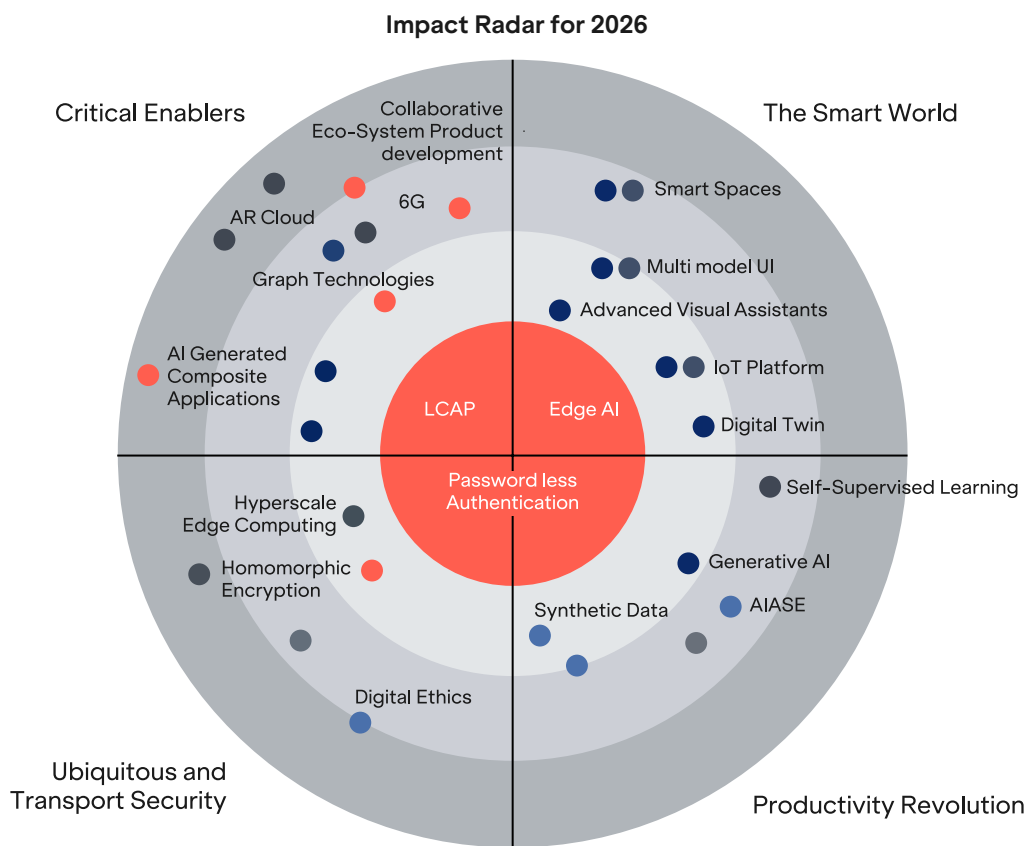 Impact Radar for 2026
Critical Enablers
The Smart World
Collaborative
Eco-System Product
development
6G
AR Cloud
Graph Technologies
AI Generated
Composite
Applications
LCAP
Smart Spaces
Multi model UI
Advanced Visual Assistants
IoT Platform
Edge AI
Digital Twin
Password less
Authentication
Hyperscale
Edge Computing
Homomorphic
Encryption
Digital Ethics
Self-Supervised Learning
Generative AI
AIASE
Synthetic Data
Ubiquitous and
Transport Security
Productivity Revolution